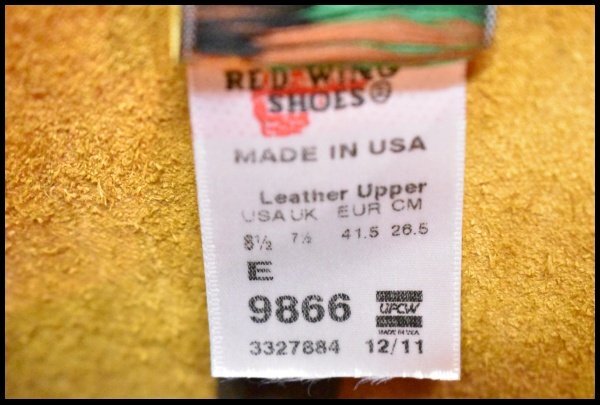 RED WING
SHOES®
MADE IN USA
Leather Upper
USA UK EUR CM
8½ 7½ 41.5 26.5
E
9866
UFCW
MADE IN USA
3327884 12/11